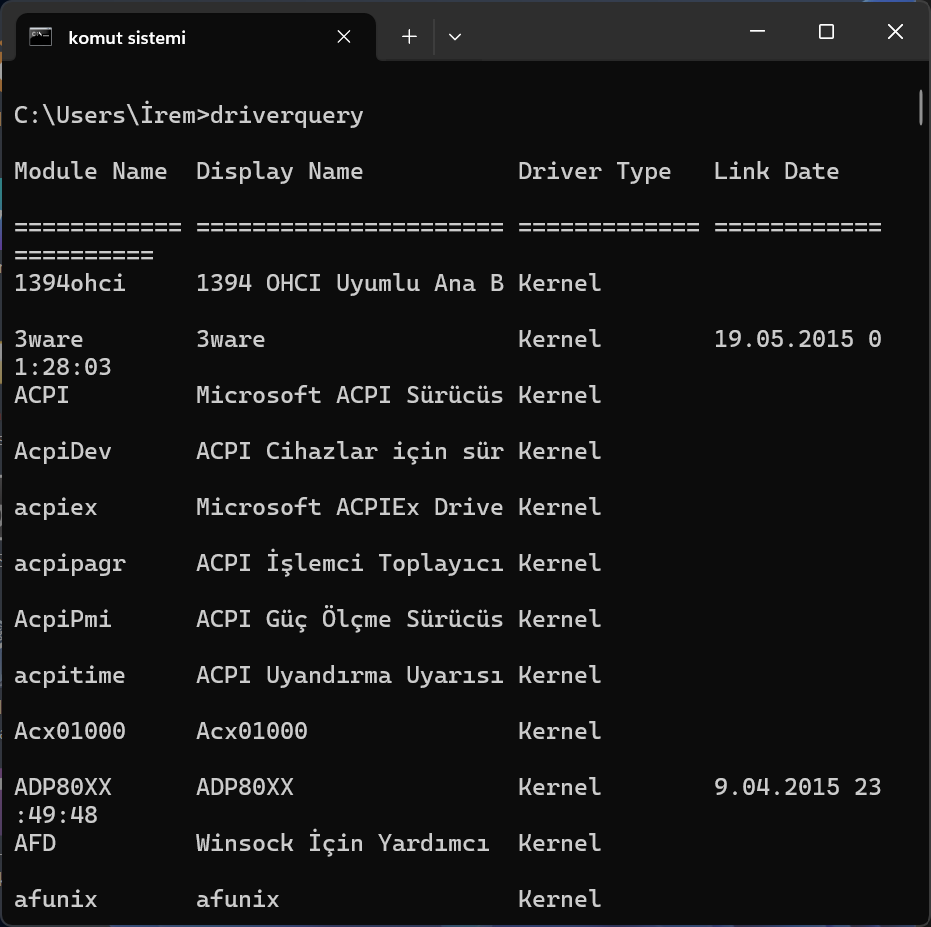 komut sistemi
C:\Users\İrem>driverquery
Module Name  Display Name           Driver Type   Link Date
============ ====================== ============= ============
==========
1394ohci     1394 OHCI Uyumlu Ana B Kernel
3ware        3ware                  Kernel        19.05.2015 0
1:28:03
ACPI         Microsoft ACPI Sürücüs Kernel
AcpiDev      ACPI Cihazlar için sür Kernel
acpiex       Microsoft ACPIEx Drive Kernel
acpipagr     ACPI İşlemci Toplayıcı Kernel
AcpiPmi      ACPI Güç Ölçme Sürücüs Kernel
acpitime     ACPI Uyandırma Uyarısı Kernel
Acx01000     Acx01000               Kernel
ADP80XX      ADP80XX                Kernel        9.04.2015 23
:49:48
AFD          Winsock İçin Yardımcı  Kernel
afunix       afunix                 Kernel